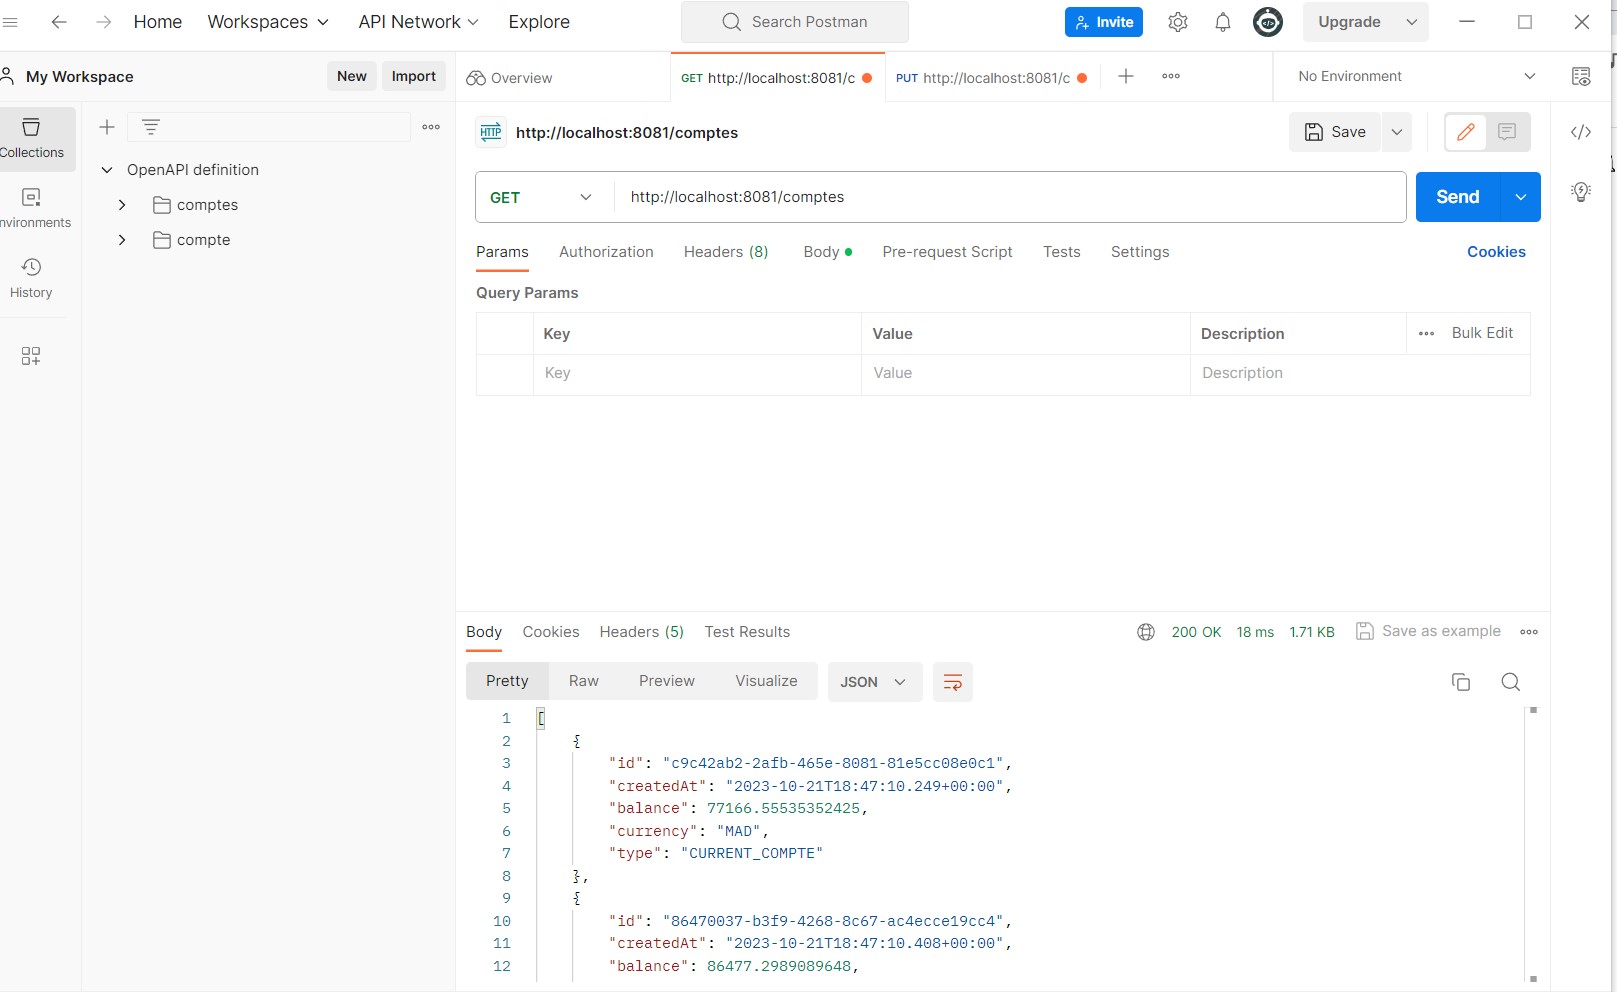 Home Workspaces API Network Explore Search Postman Invite Upgrade
My Workspace New Import Overview GET http://localhost:8081/c PUT http://localhost:8081/c No Environment
Collections
nvironments
History
OpenAPI definition
comptes
compte
HTTP http://localhost:8081/comptes Save
GET http://localhost:8081/comptes Send
Params Authorization Headers (8) Body Pre-request Script Tests Settings Cookies
Query Params
Key Value Description Bulk Edit
Key Value Description
Body Cookies Headers (5) Test Results 200 OK 18 ms 1.71 KB Save as example
Pretty Raw Preview Visualize JSON
1 [
2 {
3 "id": "c9c42ab2-2afb-465e-8081-81e5cc08e0c1",
4 "createdAt": "2023-10-21T18:47:10.249+00:00",
5 "balance": 77166.55535352425,
6 "currency": "MAD",
7 "type": "CURRENT_COMPTE"
8 },
9 {
10 "id": "86470037-b3f9-4268-8c67-ac4ecce19cc4",
11 "createdAt": "2023-10-21T18:47:10.408+00:00",
12 "balance": 86477.2989089648,